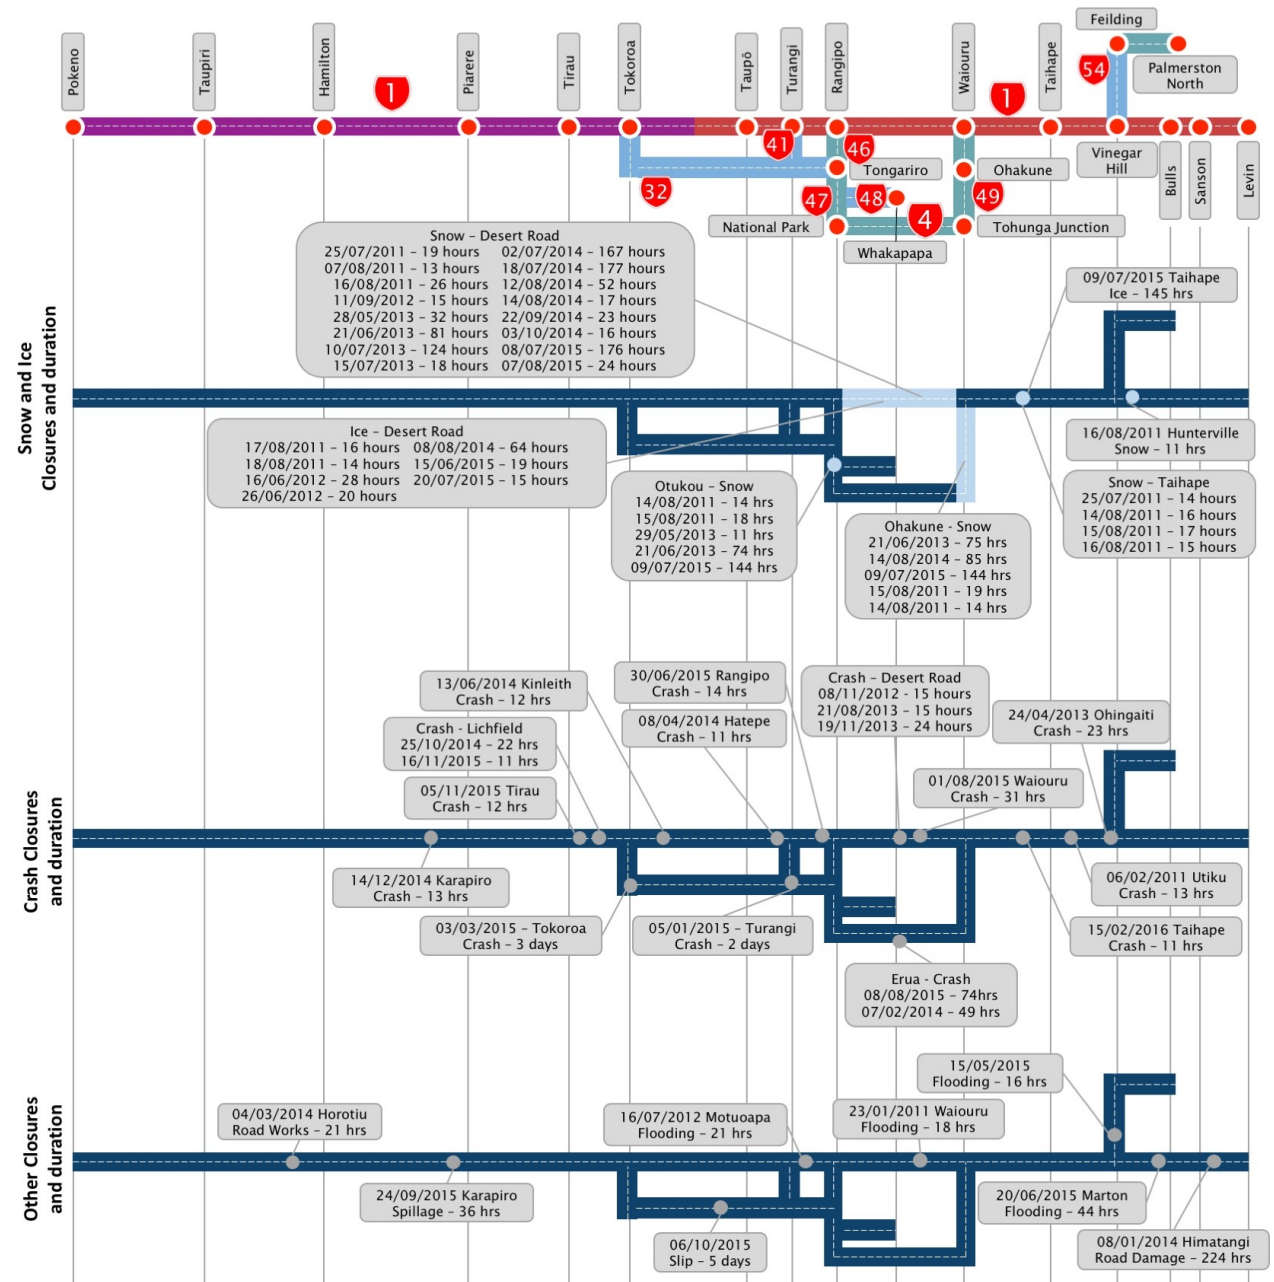 Feilding
54
Palmerston
North
Pokeno
Taupiri
Hamilton
1
Piarere
Tirau
Tokoroa
Taupō
Turangi
Rangipo
Waiouru
1
Taihape
Vinegar
Hill
Bulls
Sanson
Levin
41
46
32
Tongariro
Ohakune
47
48
4
49
National Park
Tohunga Junction
Whakapapa
Snow and Ice
Closures and duration
Snow – Desert Road
25/07/2011 – 19 hours 02/07/2014 – 167 hours
07/08/2011 – 13 hours 18/07/2014 – 177 hours
16/08/2011 – 26 hours 12/08/2014 – 52 hours
11/09/2012 – 15 hours 14/08/2014 – 17 hours
28/05/2013 – 32 hours 22/09/2014 – 23 hours
21/06/2013 – 81 hours 03/10/2014 – 16 hours
10/07/2013 – 124 hours 08/07/2015 – 176 hours
15/07/2013 – 18 hours 07/08/2015 – 24 hours
09/07/2015 Taihape
Ice – 145 hrs
Ice – Desert Road
17/08/2011 – 16 hours 08/08/2014 – 64 hours
18/08/2011 – 14 hours 15/06/2015 – 19 hours
16/06/2012 – 28 hours 20/07/2015 – 15 hours
26/06/2012 – 20 hours
16/08/2011 Hunterville
Snow – 11 hrs
Otukou – Snow
14/08/2011 – 14 hrs
15/08/2011 – 18 hrs
29/05/2013 – 11 hrs
21/06/2013 – 74 hrs
09/07/2015 – 144 hrs
Snow – Taihape
25/07/2011 – 14 hours
14/08/2011 – 16 hours
15/08/2011 – 17 hours
16/08/2011 – 15 hours
Ohakune - Snow
21/06/2013 – 75 hrs
14/08/2014 – 85 hrs
09/07/2015 – 144 hrs
15/08/2011 – 19 hrs
14/08/2011 – 14 hrs
Crash Closures
and duration
13/06/2014 Kinleith
Crash – 12 hrs
30/06/2015 Rangipo
Crash – 14 hrs
Crash – Desert Road
08/11/2012 - 15 hours
21/08/2013 – 15 hours
19/11/2013 – 24 hours
Crash - Lichfield
25/10/2014 – 22 hrs
16/11/2015 – 11 hrs
08/04/2014 Hatepe
Crash – 11 hrs
24/04/2013 Ohingaiti
Crash – 23 hrs
05/11/2015 Tirau
Crash – 12 hrs
01/08/2015 Waiouru
Crash – 31 hrs
14/12/2014 Karapiro
Crash – 13 hrs
06/02/2011 Utiku
Crash – 13 hrs
03/03/2015 – Tokoroa
Crash – 3 days
05/01/2015 – Turangi
Crash – 2 days
15/02/2016 Taihape
Crash – 11 hrs
Erua - Crash
08/08/2015 – 74hrs
07/02/2014 – 49 hrs
Other Closures
and duration
15/05/2015
Flooding – 16 hrs
04/03/2014 Horotiu
Road Works – 21 hrs
16/07/2012 Motuoapa
Flooding – 21 hrs
23/01/2011 Waiouru
Flooding – 18 hrs
24/09/2015 Karapiro
Spillage – 36 hrs
20/06/2015 Marton
Flooding – 44 hrs
06/10/2015
Slip – 5 days
08/01/2014 Himatangi
Road Damage – 224 hrs